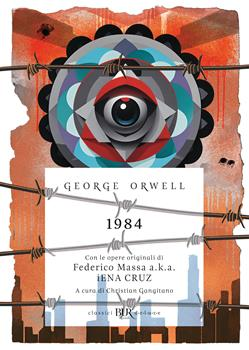 GEORGE ORWELL
1984
Con le opere originali di
Federico Massa a.k.a.
iENA CRUZ
A cura di Christian Gangitano
classici BUR deluxe